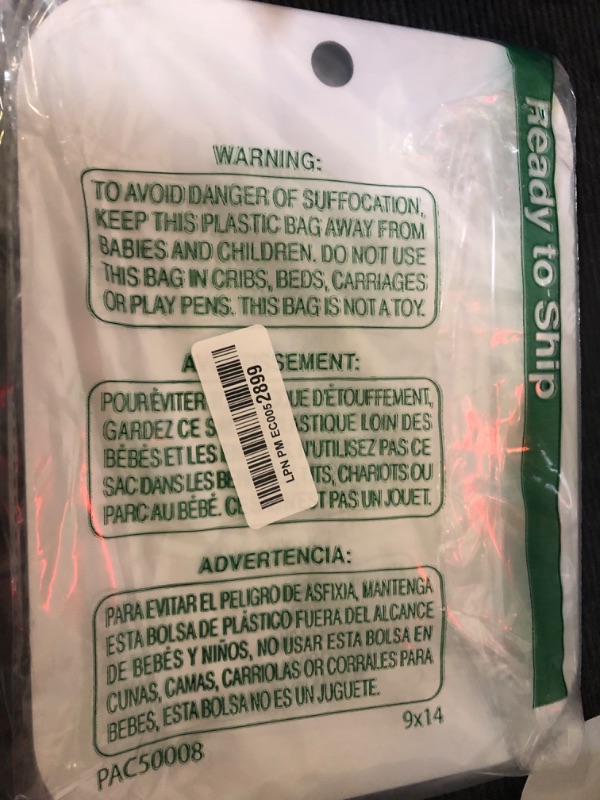 Ready to Ship
WARNING:
TO AVOID DANGER OF SUFFOCATION,
KEEP THIS PLASTIC BAG AWAY FROM
BABIES AND CHILDREN. DO NOT USE
THIS BAG IN CRIBS, BEDS, CARRIAGES
OR PLAY PENS. THIS BAG IS NOT A TOY.
SEMENT:
POUR ÉVITER D'ÉTOUFFEMENT,
GARDEZ CE LOIN DES
BÉBÉS ET LES N'UTILISEZ PAS CE
SAC DANS LES CHARIOTS OU
PARC AU BÉBÉ. PAS UN JOUET.
LPN PM EC0052899
ADVERTENCIA:
PARA EVITAR EL PELIGRO DE ASFIXIA, MANTENGA
ESTA BOLSA DE PLÁSTICO FUERA DEL ALCANCE
DE BEBÉS Y NIÑOS, NO USAR ESTA BOLSA EN
CUNAS, CAMAS, CARRIOLAS OR CORRALES PARA
BEBES, ESTA BOLSA NO ES UN JUGUETE.
9x14
PAC50008